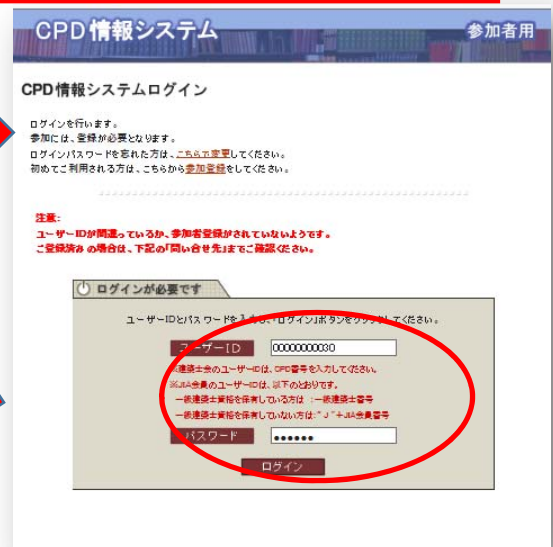 CPD情報システム
参加者用
CPD情報システムログイン
ログインを行います。
参加には、登録が必要となります。
ログインパスワードを忘れた方は、こちらで変更してください。
初めてご利用される方は、こちらから参加登録をしてください。
注意:
ユーザーIDが間違っているか、参加者登録がされていないようです。
ご登録済みの場合は、下記の「問い合せ先」までご確認ください。
ログインが必要です
ユーザーIDとパスワードを入力し、「ログイン」ボタンをクリックしてください。
ユーザーID 00000000030
※建築士会のユーザーIDは、CPD番号を入力してください。
※JIA会員のユーザーIDは、以下のとおりです。
一級建築士資格を保有している方は :一級建築士番号
一級建築士資格を保有していない方は:"J"+JIA会員番号
パスワード ●●●●●●
ログイン